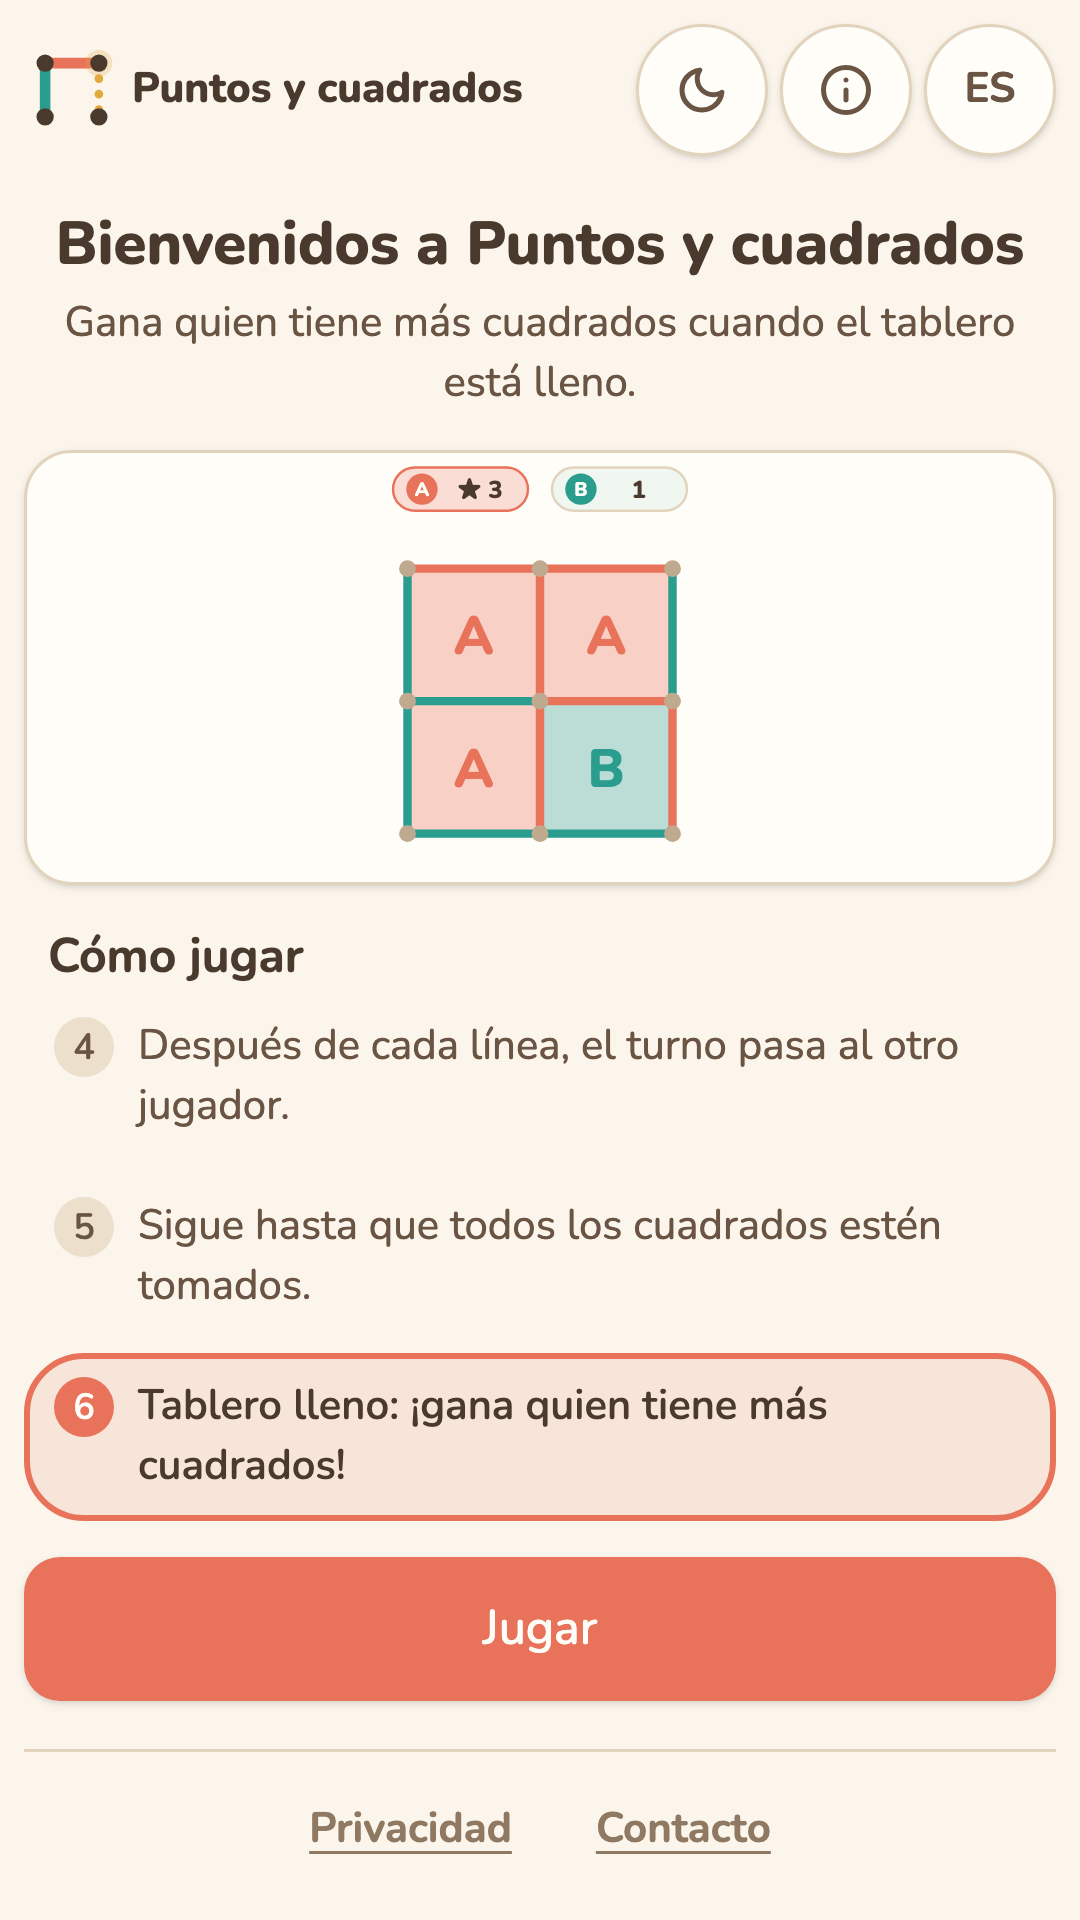 Puntos y cuadrados
ES
Bienvenidos a Puntos y cuadrados
Gana quien tiene más cuadrados cuando el tablero
está lleno.
A ★ 3
B 1
A A
A B
Cómo jugar
4 Después de cada línea, el turno pasa al otro
jugador.
5 Sigue hasta que todos los cuadrados estén
tomados.
6 Tablero lleno: ¡gana quien tiene más
cuadrados!
Jugar
Privacidad Contacto